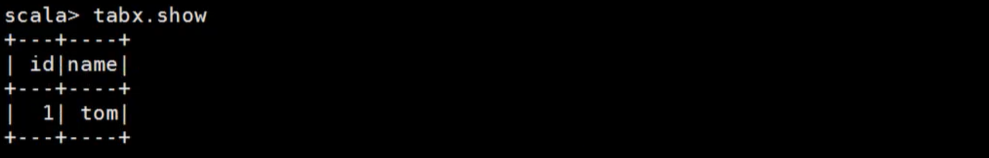 scala> tabx.show
+---+----+
| id|name|
+---+----+
|  1| tom|
+---+----+